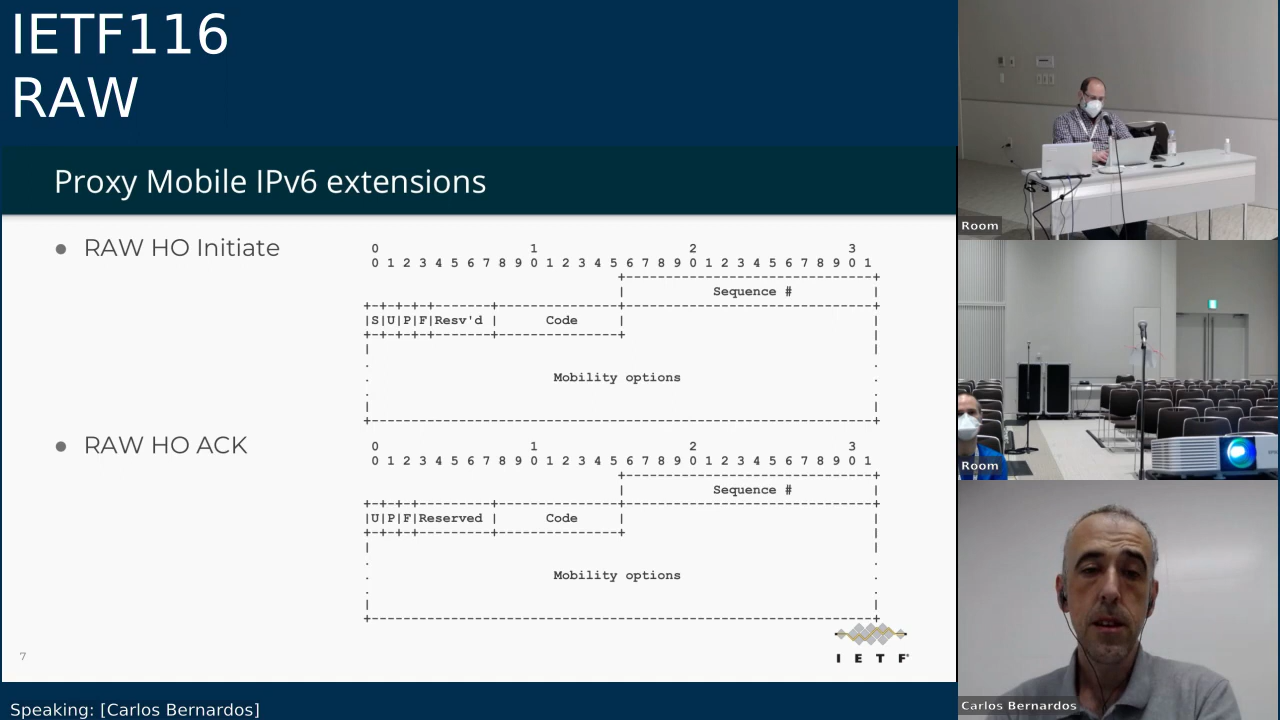 IETF116
RAW
Proxy Mobile IPv6 extensions
● RAW HO Initiate
0                   1                   2                   3
0 1 2 3 4 5 6 7 8 9 0 1 2 3 4 5 6 7 8 9 0 1 2 3 4 5 6 7 8 9 0 1
+-------------------------------+
| Sequence # |
+-+-+-+-+-------+---------------+-------------------------------+
|S|U|P|F|Resv'd | Code | |
+-+-+-+-+-------+---------------+
| |
. .
. Mobility options .
. .
| |
+---------------------------------------------------------------+
● RAW HO ACK
0                   1                   2                   3
0 1 2 3 4 5 6 7 8 9 0 1 2 3 4 5 6 7 8 9 0 1 2 3 4 5 6 7 8 9 0 1
+-------------------------------+
| Sequence # |
+-+-+-+---------+---------------+-------------------------------+
|U|P|F|Reserved | Code | |
+-+-+-+---------+---------------+
| |
. .
. Mobility options .
. .
| |
+---------------------------------------------------------------+
7
IETF
Speaking: [Carlos Bernardos]
Room
Room
Carlos Bernardos